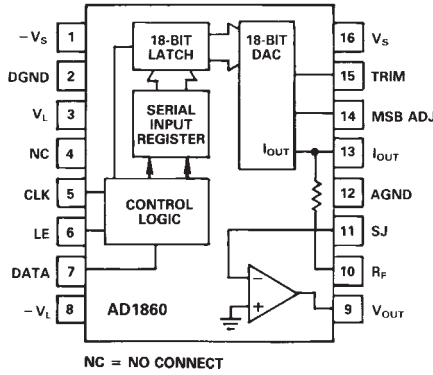 −VS 1
DGND 2
VL 3
NC 4
CLK 5
LE 6
DATA 7
−VL 8
18-BIT
LATCH
18-BIT
DAC
SERIAL
INPUT
REGISTER
IOUT
CONTROL
LOGIC
−
+
AD1860
16 VS
15 TRIM
14 MSB ADJ
13 IOUT
12 AGND
11 SJ
10 RF
9 VOUT
NC = NO CONNECT